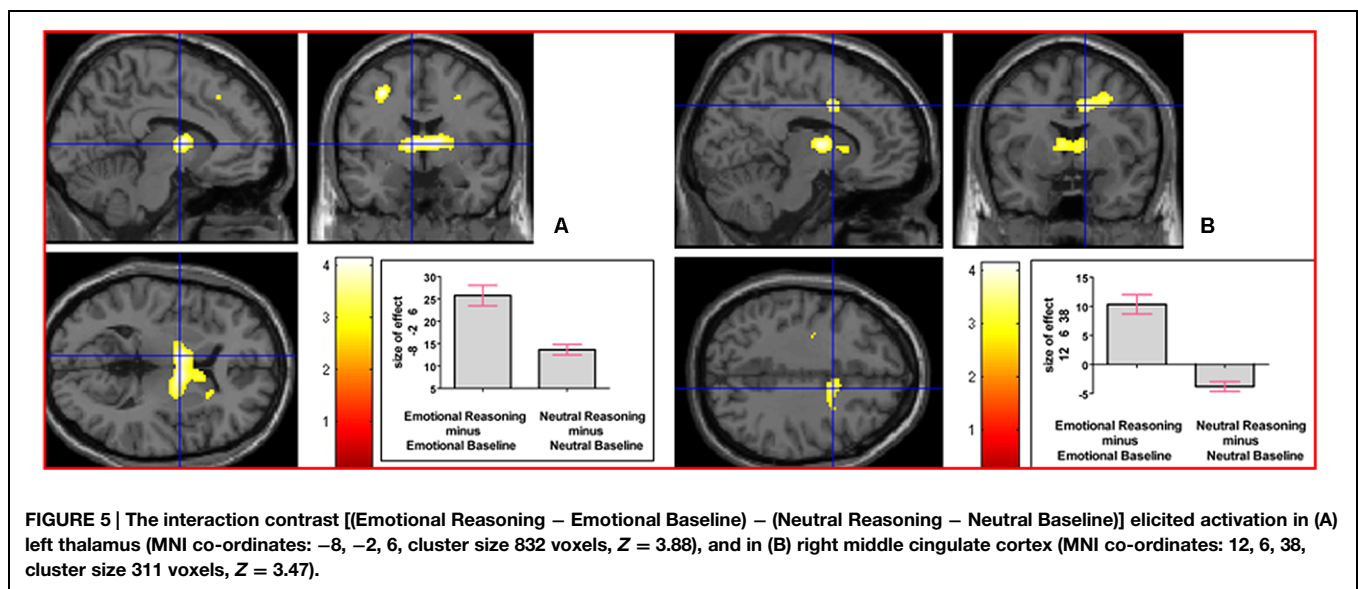 A
B
4
3
2
1
30
25
20
15
10
5
size of effect
-8 -2 6
Emotional Reasoning
minus
Emotional Baseline
Neutral Reasoning
minus
Neutral Baseline
4
3
2
1
15
10
5
0
-5
size of effect
12 6 38
Emotional Reasoning
minus
Emotional Baseline
Neutral Reasoning
minus
Neutral Baseline
FIGURE 5 | The interaction contrast [(Emotional Reasoning − Emotional Baseline) − (Neutral Reasoning − Neutral Baseline)] elicited activation in (A)
left thalamus (MNI co-ordinates: −8, −2, 6, cluster size 832 voxels, Z = 3.88), and in (B) right middle cingulate cortex (MNI co-ordinates: 12, 6, 38,
cluster size 311 voxels, Z = 3.47).